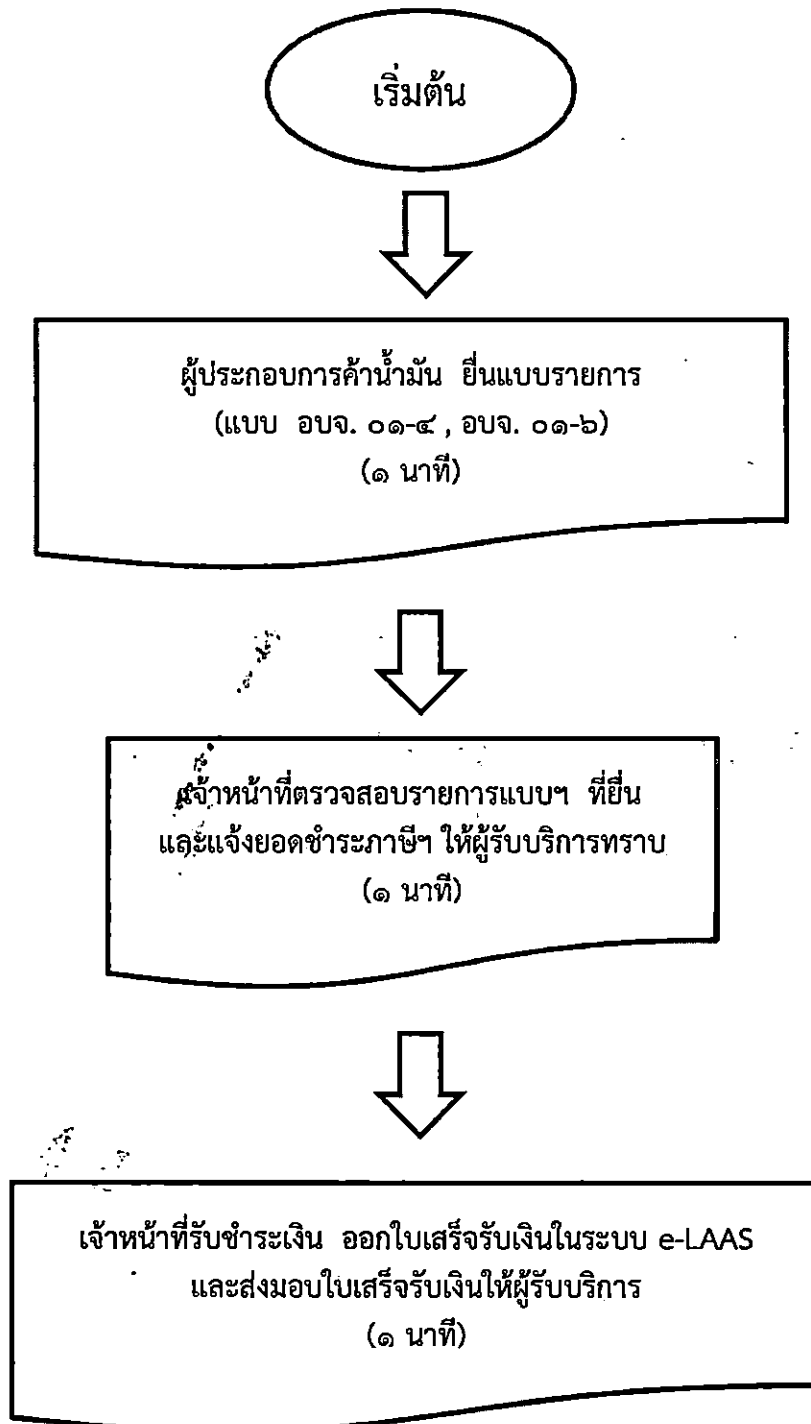 เริ่มต้น
ผู้ประกอบการค้าน้ำมัน ยื่นแบบรายการ
(แบบ อบจ. ๐๑-๔ , อบจ. ๐๑-๖)
(๑ นาที)
เจ้าหน้าที่ตรวจสอบรายการแบบฯ ที่ยื่น
และแจ้งยอดชำระภาษีฯ ให้ผู้รับบริการทราบ
(๑ นาที)
เจ้าหน้าที่รับชำระเงิน ออกใบเสร็จรับเงินในระบบ e-LAAS
และส่งมอบใบเสร็จรับเงินให้ผู้รับบริการ
(๑ นาที)